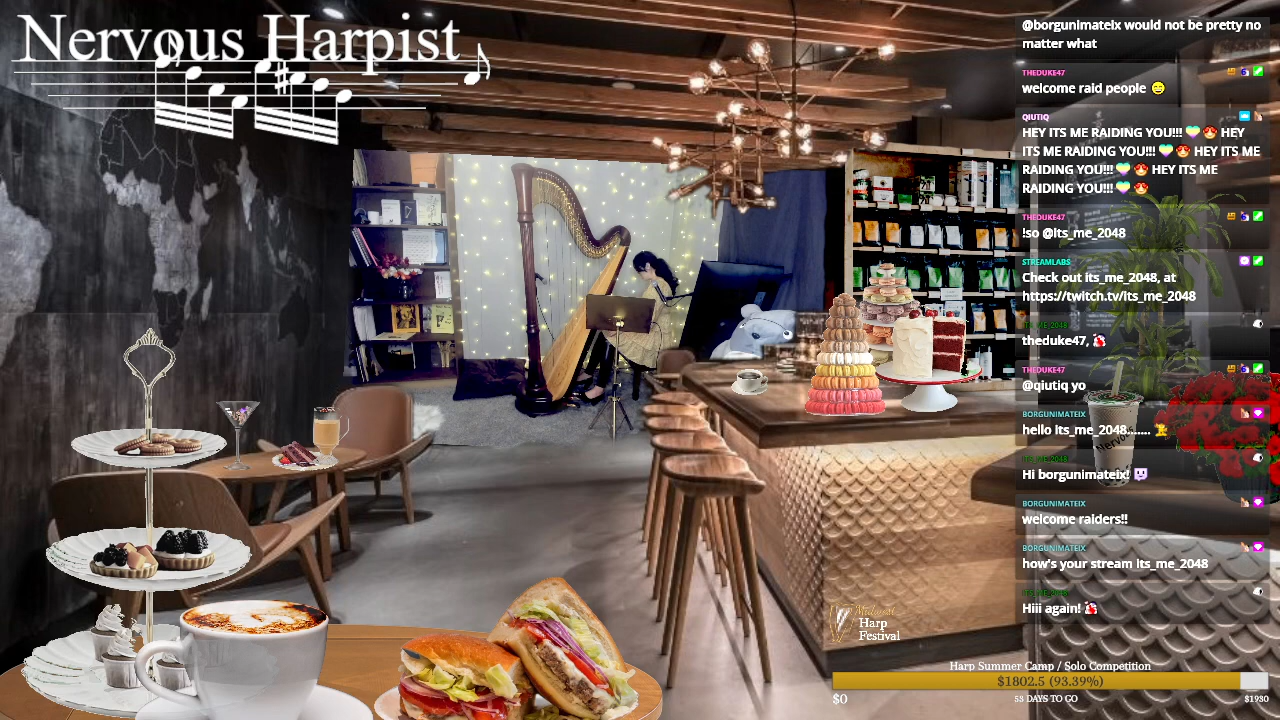 Nervous Harpist
@borgunimateix would not be pretty no
matter what
THEDUKE47
welcome raid people
QIUTIQ
HEY ITS ME RAIDING YOU!!! HEY
ITS ME RAIDING YOU!!! HEY ITS ME
RAIDING YOU!!! HEY ITS ME
RAIDING YOU!!!
THEDUKE47
!so @Its_me_2048
STREAMLABS
Check out its_me_2048, at
https://twitch.tv/Its_me_2048
ITS_ME_2048
theduke47,
THEDUKE47
@qiutiq yo
BORGUNIMATEIX
hello Its_me_2048.......
ITS_ME_2048
Hi borgunimateix!
BORGUNIMATEIX
welcome raiders!!
BORGUNIMATEIX
how's your stream Its_me_2048
Hiii again!
Midwest
Harp
Festival
Harp Summer Camp / Solo Competition
$1802.5 (93.39%)
$0
53 DAYS TO GO
$1930